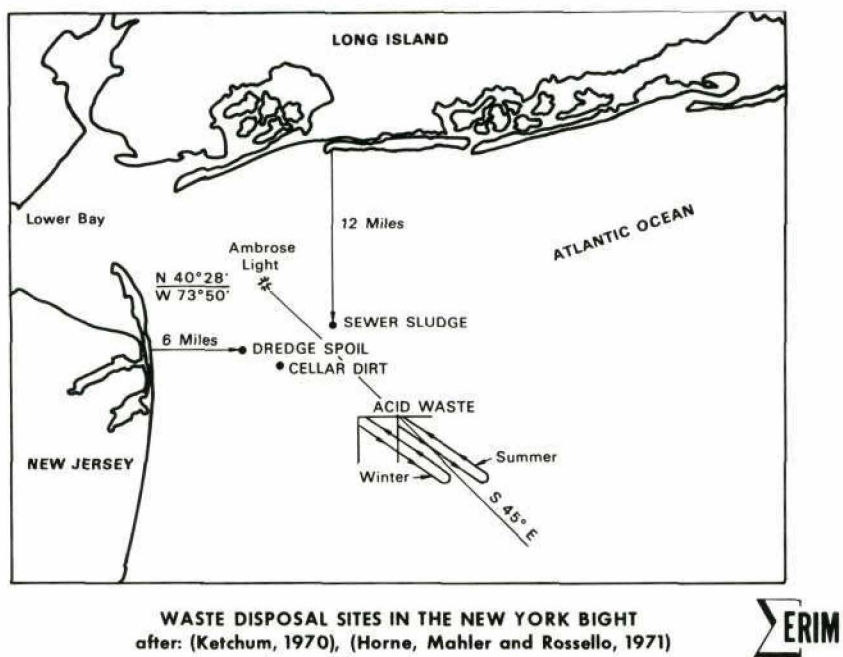 LONG ISLAND
Lower Bay
12 Miles
ATLANTIC OCEAN
Ambrose
Light
N 40°28'
W 73°50'
SEWER SLUDGE
6 Miles
DREDGE SPOIL
CELLAR DIRT
ACID WASTE
NEW JERSEY
Summer
Winter
S 45° E
WASTE DISPOSAL SITES IN THE NEW YORK BIGHT
after: (Ketchum, 1970), (Horne, Mahler and Rossello, 1971)
ERIM